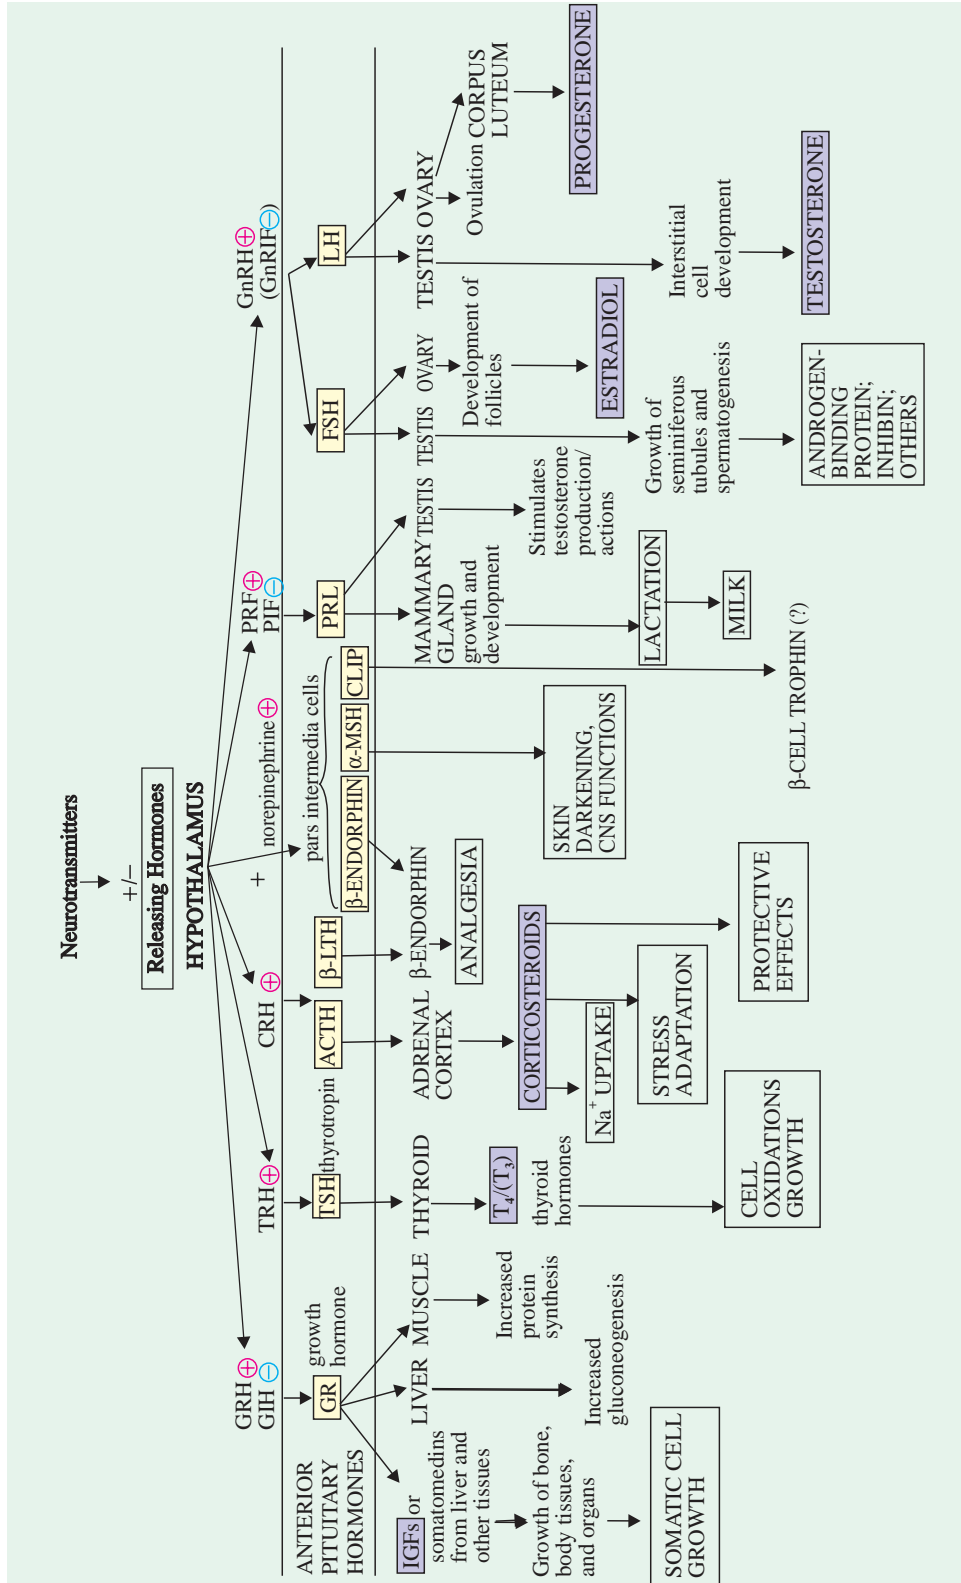 Neurotransmitters
+/−
Releasing Hormones
HYPOTHALAMUS
GRH ⊕
GIH ⊖
TRH ⊕
CRH ⊕
+
norepinephrine ⊕
PRF ⊕
PIF ⊖
GnRH ⊕
(GnRIF ⊖)
ANTERIOR
PITUITARY
HORMONES
GR
growth
hormone
TSH
thyrotropin
ACTH
β-LTH
pars intermedia cells
β-ENDORPHIN
α-MSH
CLIP
PRL
FSH
LH
IGFs or
somatomedins
from liver and
other tissues
Growth of bone,
body tissues,
and organs
SOMATIC CELL
GROWTH
LIVER
Increased
gluconeogenesis
MUSCLE
Increased
protein
synthesis
THYROID
T4/(T3)
thyroid
hormones
CELL
OXIDATIONS
GROWTH
ADRENAL
CORTEX
CORTICOSTEROIDS
Na+ UPTAKE
STRESS
ADAPTATION
PROTECTIVE
EFFECTS
β-ENDORPHIN
ANALGESIA
SKIN
DARKENING,
CNS FUNCTIONS
β-CELL TROPHIN (?)
MAMMARY
GLAND
growth and
development
LACTATION
MILK
TESTIS
Stimulates
testosterone
production/
actions
TESTIS
Growth of
seminiferous
tubules and
spermatogenesis
ANDROGEN-
BINDING
PROTEIN;
INHIBIN;
OTHERS
OVARY
Development of
follicles
ESTRADIOL
TESTIS
Interstitial
cell
development
TESTOSTERONE
OVARY
Ovulation
CORPUS
LUTEUM
PROGESTERONE